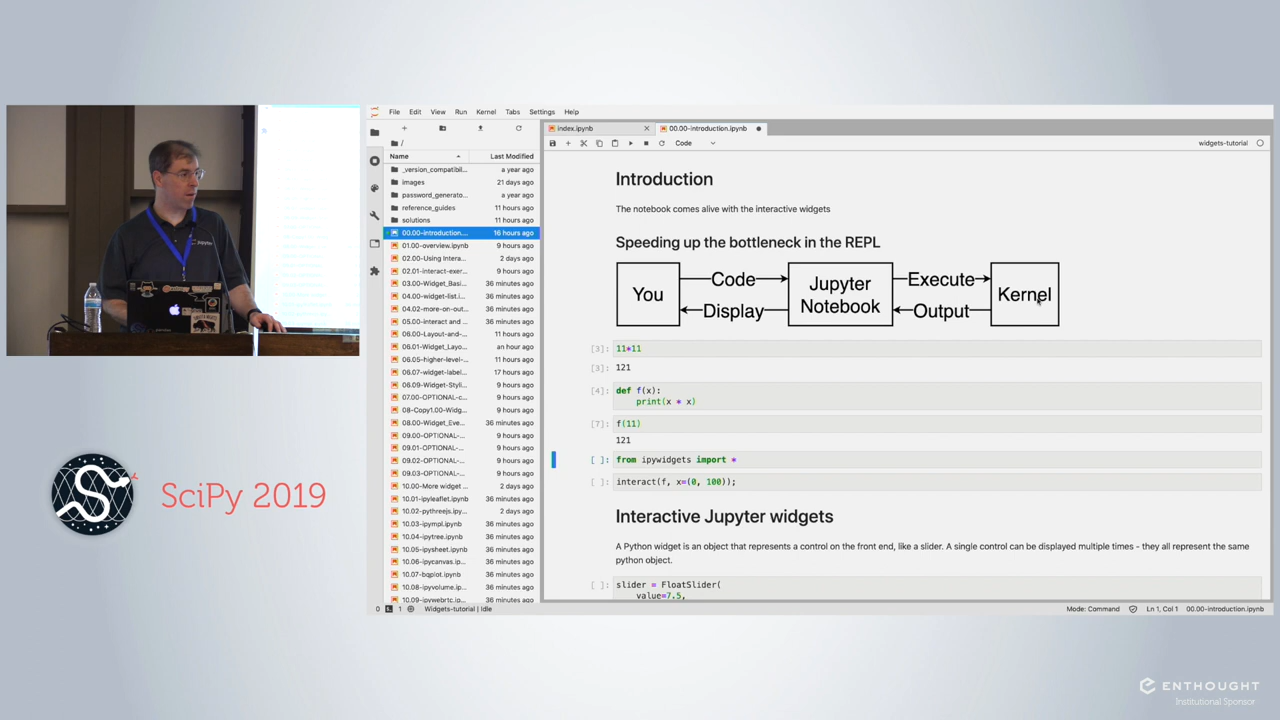 File Edit View Run Kernel Tabs Settings Help
/
Name Last Modified
_version_compatibil... a year ago
images 21 days ago
password_generato... a year ago
reference_guides 11 hours ago
solutions 11 hours ago
00.00-introduction.... 16 hours ago
01.00-overview.ipynb 9 hours ago
02.00-Using Intera... 2 days ago
02.01-interact-exer... 9 hours ago
03.00-Widget_Basi... 36 minutes ago
04.00-widget-list.i... 36 minutes ago
04.02-more-on-out... 36 minutes ago
05.00-interact and ... 36 minutes ago
06.00-Layout-and-... 11 hours ago
06.01-Widget_Layo... an hour ago
06.05-higher-level-... 11 hours ago
06.07-widget-label... 17 hours ago
06.09-Widget-Styli... 9 hours ago
07.00-OPTIONAL-c... 9 hours ago
08-Copy1.00-Widg... 9 hours ago
08.00-Widget_Eve... 36 minutes ago
09.00-OPTIONAL-... 9 hours ago
09.01-OPTIONAL-... 9 hours ago
09.02-OPTIONAL-... 9 hours ago
09.03-OPTIONAL-... 9 hours ago
10.00-More widget ... 2 days ago
10.01-ipyleaflet.ipynb 36 minutes ago
10.02-pythreejs.ipy... 2 days ago
10.03-ipympl.ipynb 36 minutes ago
10.04-ipytree.ipynb 36 minutes ago
10.05-ipysheet.ipynb 36 minutes ago
10.06-ipycanvas.ip... 36 minutes ago
10.07-bqplot.ipynb 36 minutes ago
10.08-ipyvolume.ip... 36 minutes ago
10.09-ipywebrtc.ip... 36 minutes ago
index.ipynb
00.00-introduction.ipynb
Code
widgets-tutorial
Introduction
The notebook comes alive with the interactive widgets
Speeding up the bottleneck in the REPL
You
Code
Display
Jupyter
Notebook
Execute
Output
Kernel
[3]: 11*11
[3]: 121
[4]: def f(x):
print(x * x)
[7]: f(11)
121
[ ]: from ipywidgets import *
[ ]: interact(f, x=(0, 100));
Interactive Jupyter widgets
A Python widget is an object that represents a control on the front end, like a slider. A single control can be displayed multiple times - they all represent the same
python object.
[ ]: slider = FloatSlider(
value=7.5,
0 1 Widgets-tutorial | Idle
Mode: Command Ln 1, Col 1 00.00-introduction.ipynb
SciPy 2019
ENTHOUGHT
Institutional Sponsor